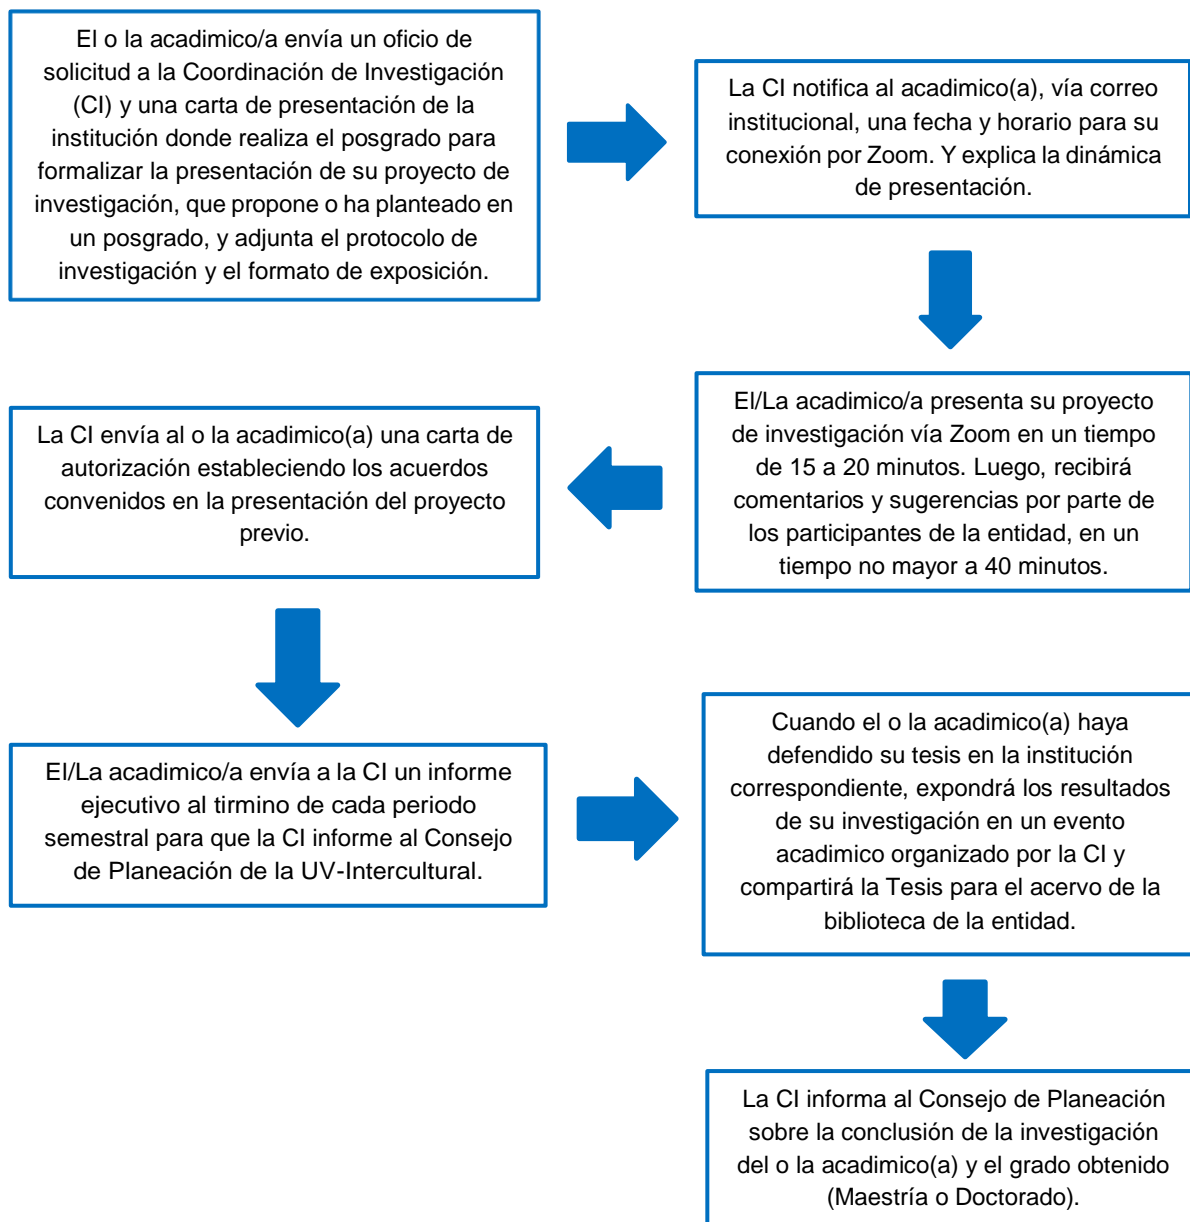 El o la acadimico/a envía un oficio de
solicitud a la Coordinación de Investigación
(CI) y una carta de presentación de la
institución donde realiza el posgrado para
formalizar la presentación de su proyecto de
investigación, que propone o ha planteado en
un posgrado, y adjunta el protocolo de
investigación y el formato de exposición.
La CI notifica al acadimico(a), vía correo
institucional, una fecha y horario para su
conexión por Zoom. Y explica la dinámica
de presentación.
El/La acadimico/a presenta su proyecto
de investigación vía Zoom en un tiempo
de 15 a 20 minutos. Luego, recibirá
comentarios y sugerencias por parte de
los participantes de la entidad, en un
tiempo no mayor a 40 minutos.
La CI envía al o la acadimico(a) una carta de
autorización estableciendo los acuerdos
convenidos en la presentación del proyecto
previo.
El/La acadimico/a envía a la CI un informe
ejecutivo al tirmino de cada periodo
semestral para que la CI informe al Consejo
de Planeación de la UV-Intercultural.
Cuando el o la acadimico(a) haya
defendido su tesis en la institución
correspondiente, expondrá los resultados
de su investigación en un evento
acadimico organizado por la CI y
compartirá la Tesis para el acervo de la
biblioteca de la entidad.
La CI informa al Consejo de Planeación
sobre la conclusión de la investigación
del o la acadimico(a) y el grado obtenido
(Maestría o Doctorado).